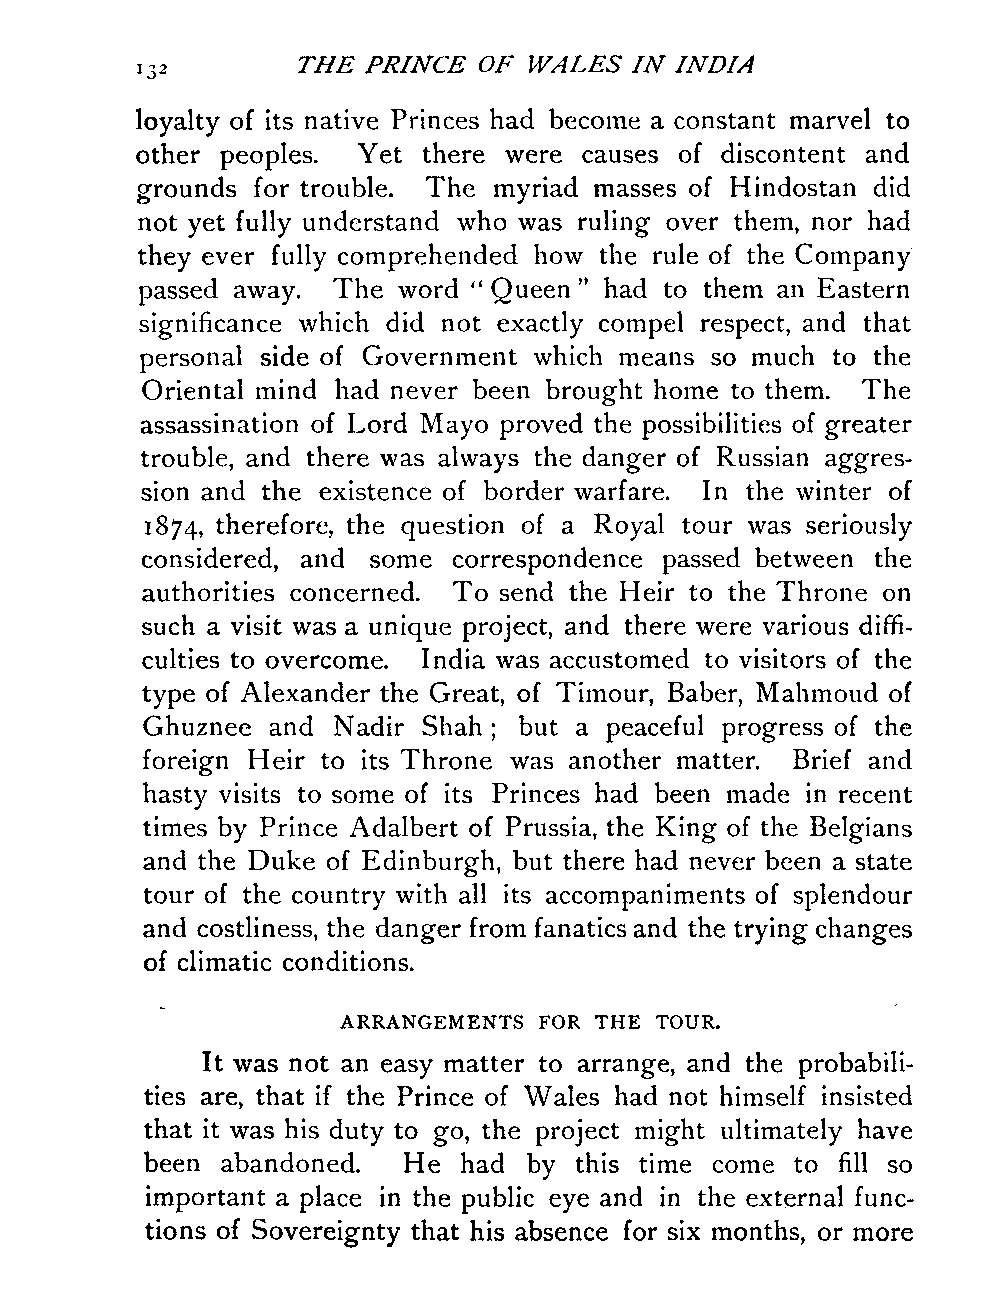 132 THE PRINCE OF WALES IN INDIA
loyalty of its native Princes had become a constant marvel to
other peoples. Yet there were causes of discontent and
grounds for trouble. The myriad masses of Hindostan did
not yet fully understand who was ruling over them, nor had
they ever fully comprehended how the rule of the Company
passed away. The word “Queen” had to them an Eastern
significance which did not exactly compel respect, and that
personal side of Government which means so much to the
Oriental mind had never been brought home to them. The
assassination of Lord Mayo proved the possibilities of greater
trouble, and there was always the danger of Russian aggres-
sion and the existence of border warfare. In the winter of
1874, therefore, the question of a Royal tour was seriously
considered, and some correspondence passed between the
authorities concerned. To send the Heir to the Throne on
such a visit was a unique project, and there were various diffi-
culties to overcome. India was accustomed to visitors of the
type of Alexander the Great, of Timour, Baber, Mahmoud of
Ghuznee and Nadir Shah; but a peaceful progress of the
foreign Heir to its Throne was another matter. Brief and
hasty visits to some of its Princes had been made in recent
times by Prince Adalbert of Prussia, the King of the Belgians
and the Duke of Edinburgh, but there had never been a state
tour of the country with all its accompaniments of splendour
and costliness, the danger from fanatics and the trying changes
of climatic conditions.
ARRANGEMENTS FOR THE TOUR.
It was not an easy matter to arrange, and the probabili-
ties are, that if the Prince of Wales had not himself insisted
that it was his duty to go, the project might ultimately have
been abandoned. He had by this time come to fill so
important a place in the public eye and in the external func-
tions of Sovereignty that his absence for six months, or more